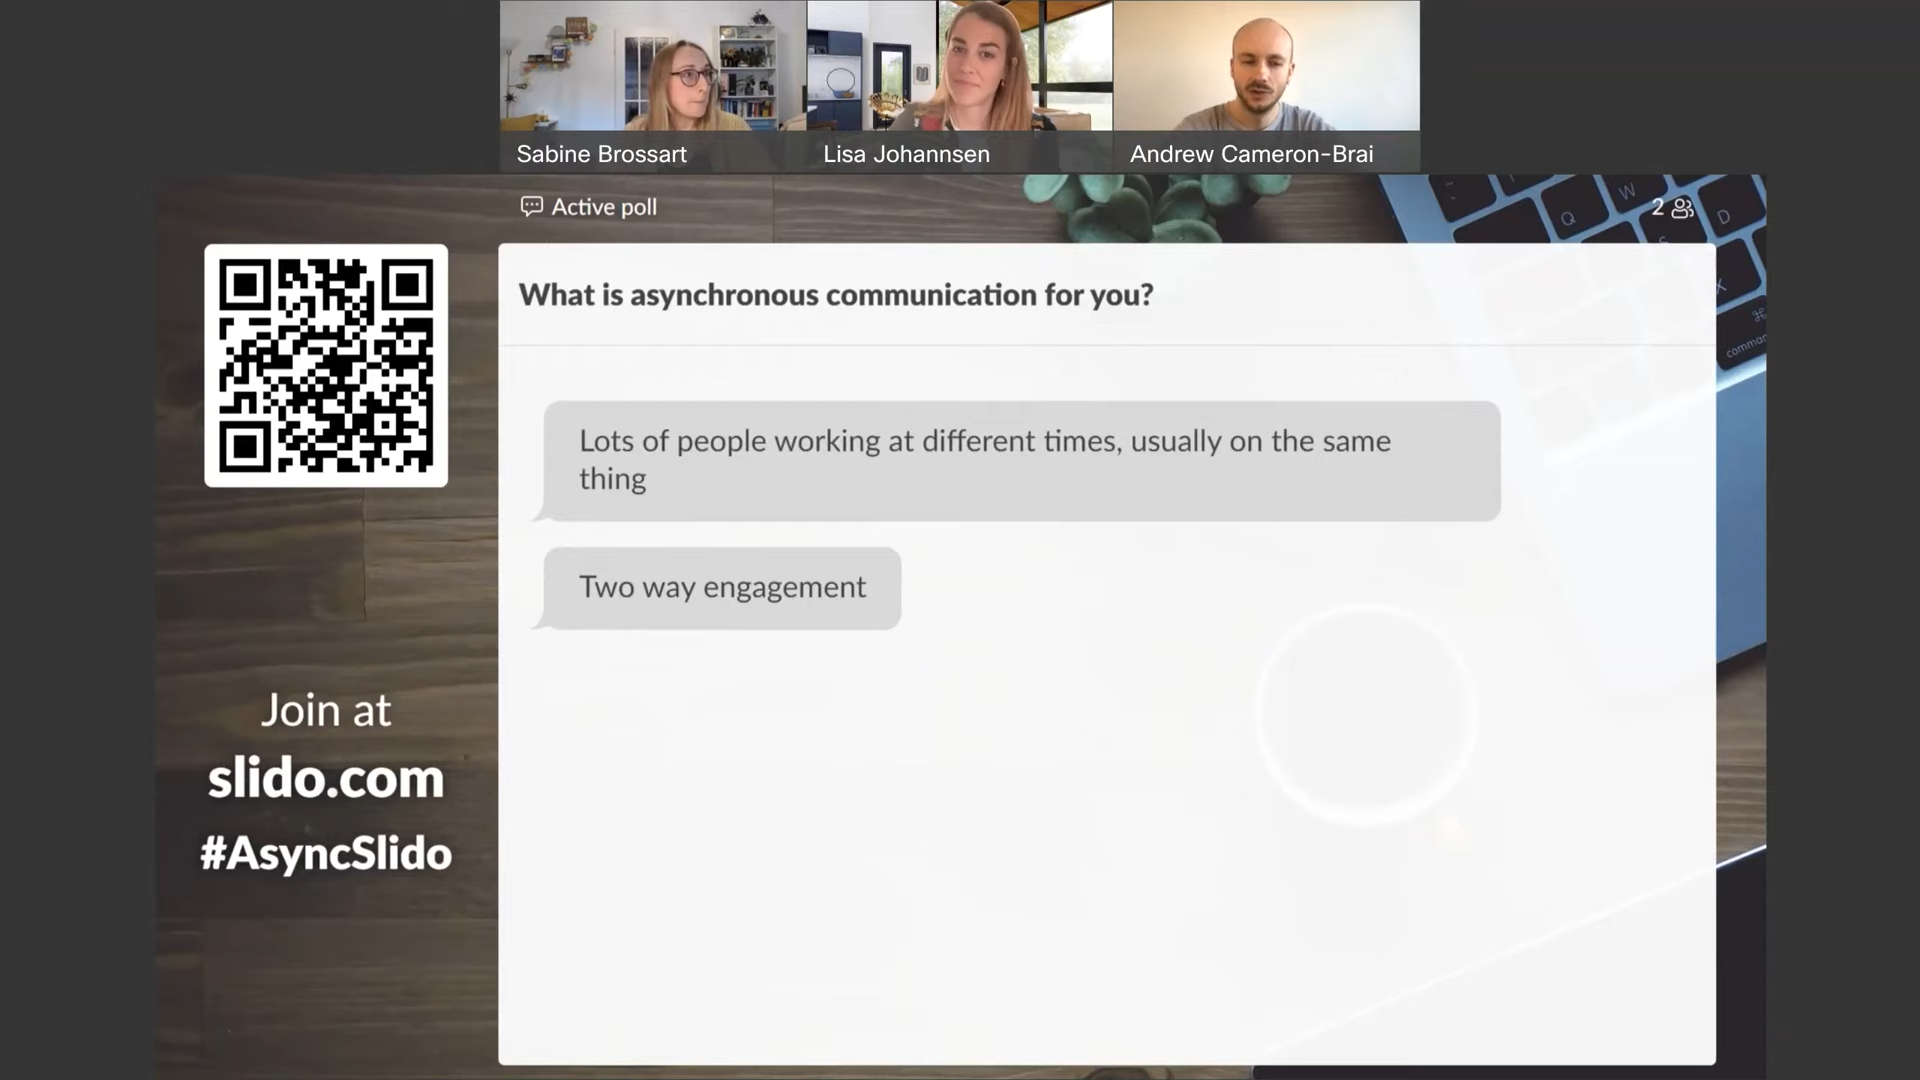 Sabine Brossart
Lisa Johannsen
Andrew Cameron-Brai
Active poll
2
Q
W
D
X
⌘
comman
What is asynchronous communication for you?
Lots of people working at different times, usually on the same
thing
Two way engagement
Join at
slido.com
#AsyncSlido